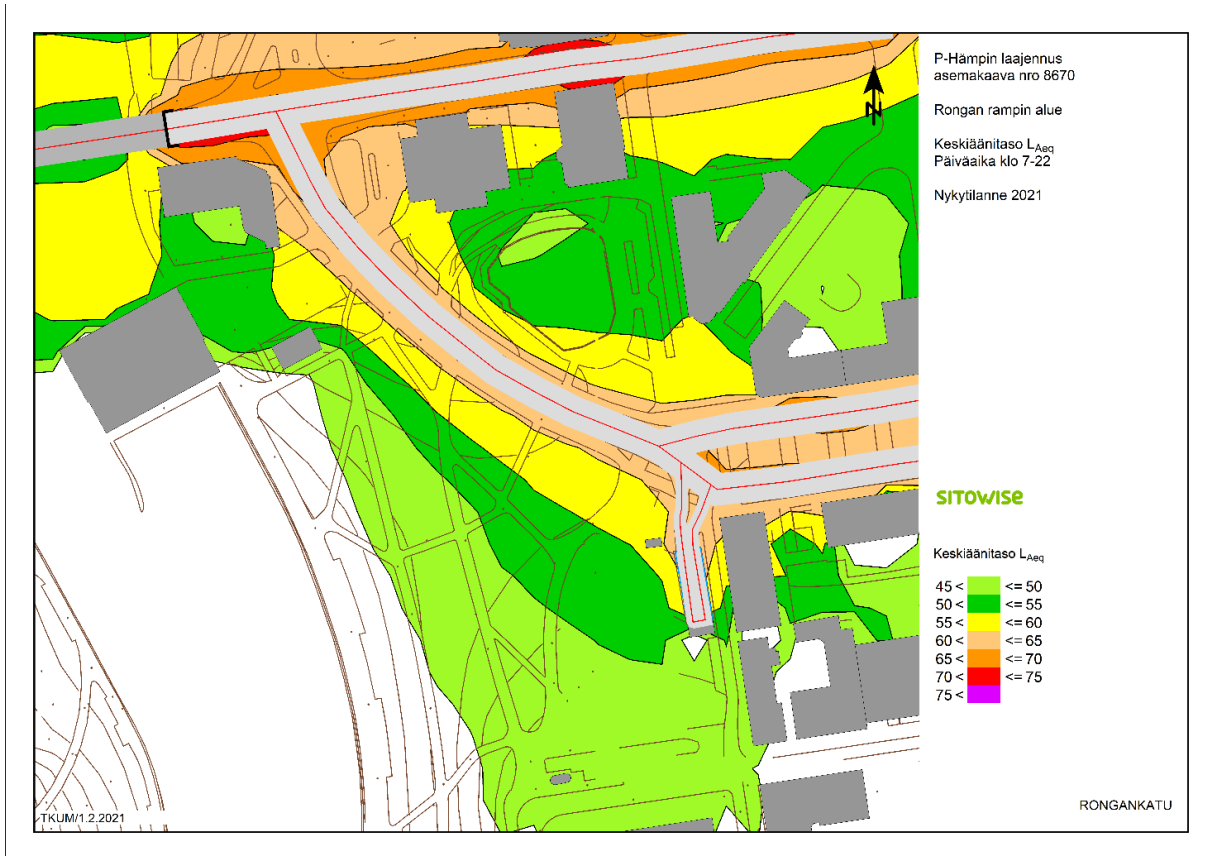 P-Hämpin laajennus
asemakaava nro 8670
Rongan rampin alue
Keskiäänitaso LAeq
Päiväaika klo 7-22
Nykytilanne 2021
N
sitowise
Keskiäänitaso LAeq
45 < <= 50
50 < <= 55
55 < <= 60
60 < <= 65
65 < <= 70
70 < <= 75
75 <
TKUM/1.2.2021
RONGANKATU